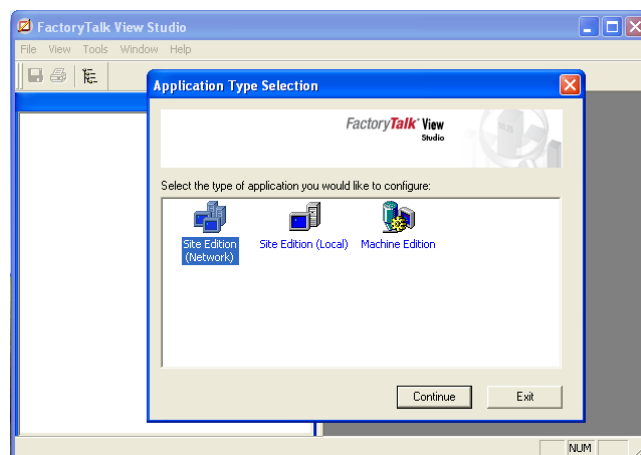 FactoryTalk View Studio
File View Tools Window Help
Application Type Selection
FactoryTalk View
Studio
Select the type of application you would like to configure:
Site Edition (Network)
Site Edition (Local)
Machine Edition
Continue Exit
NUM